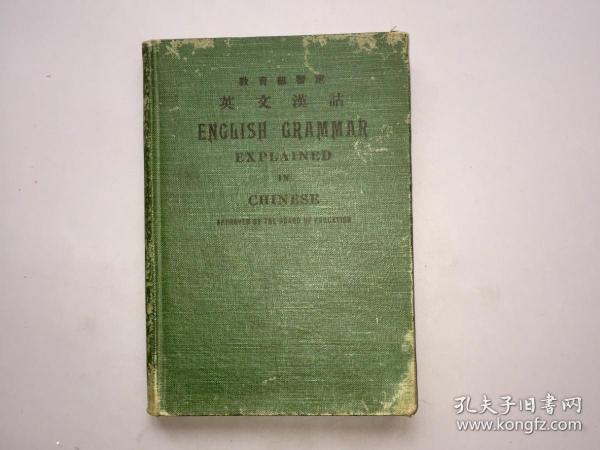 教育部審定
英文漢詁
ENGLISH GRAMMAR
EXPLAINED
IN
CHINESE
APPROVED BY THE BOARD OF EDUCATION
孔夫子旧书网
www.kongfz.com